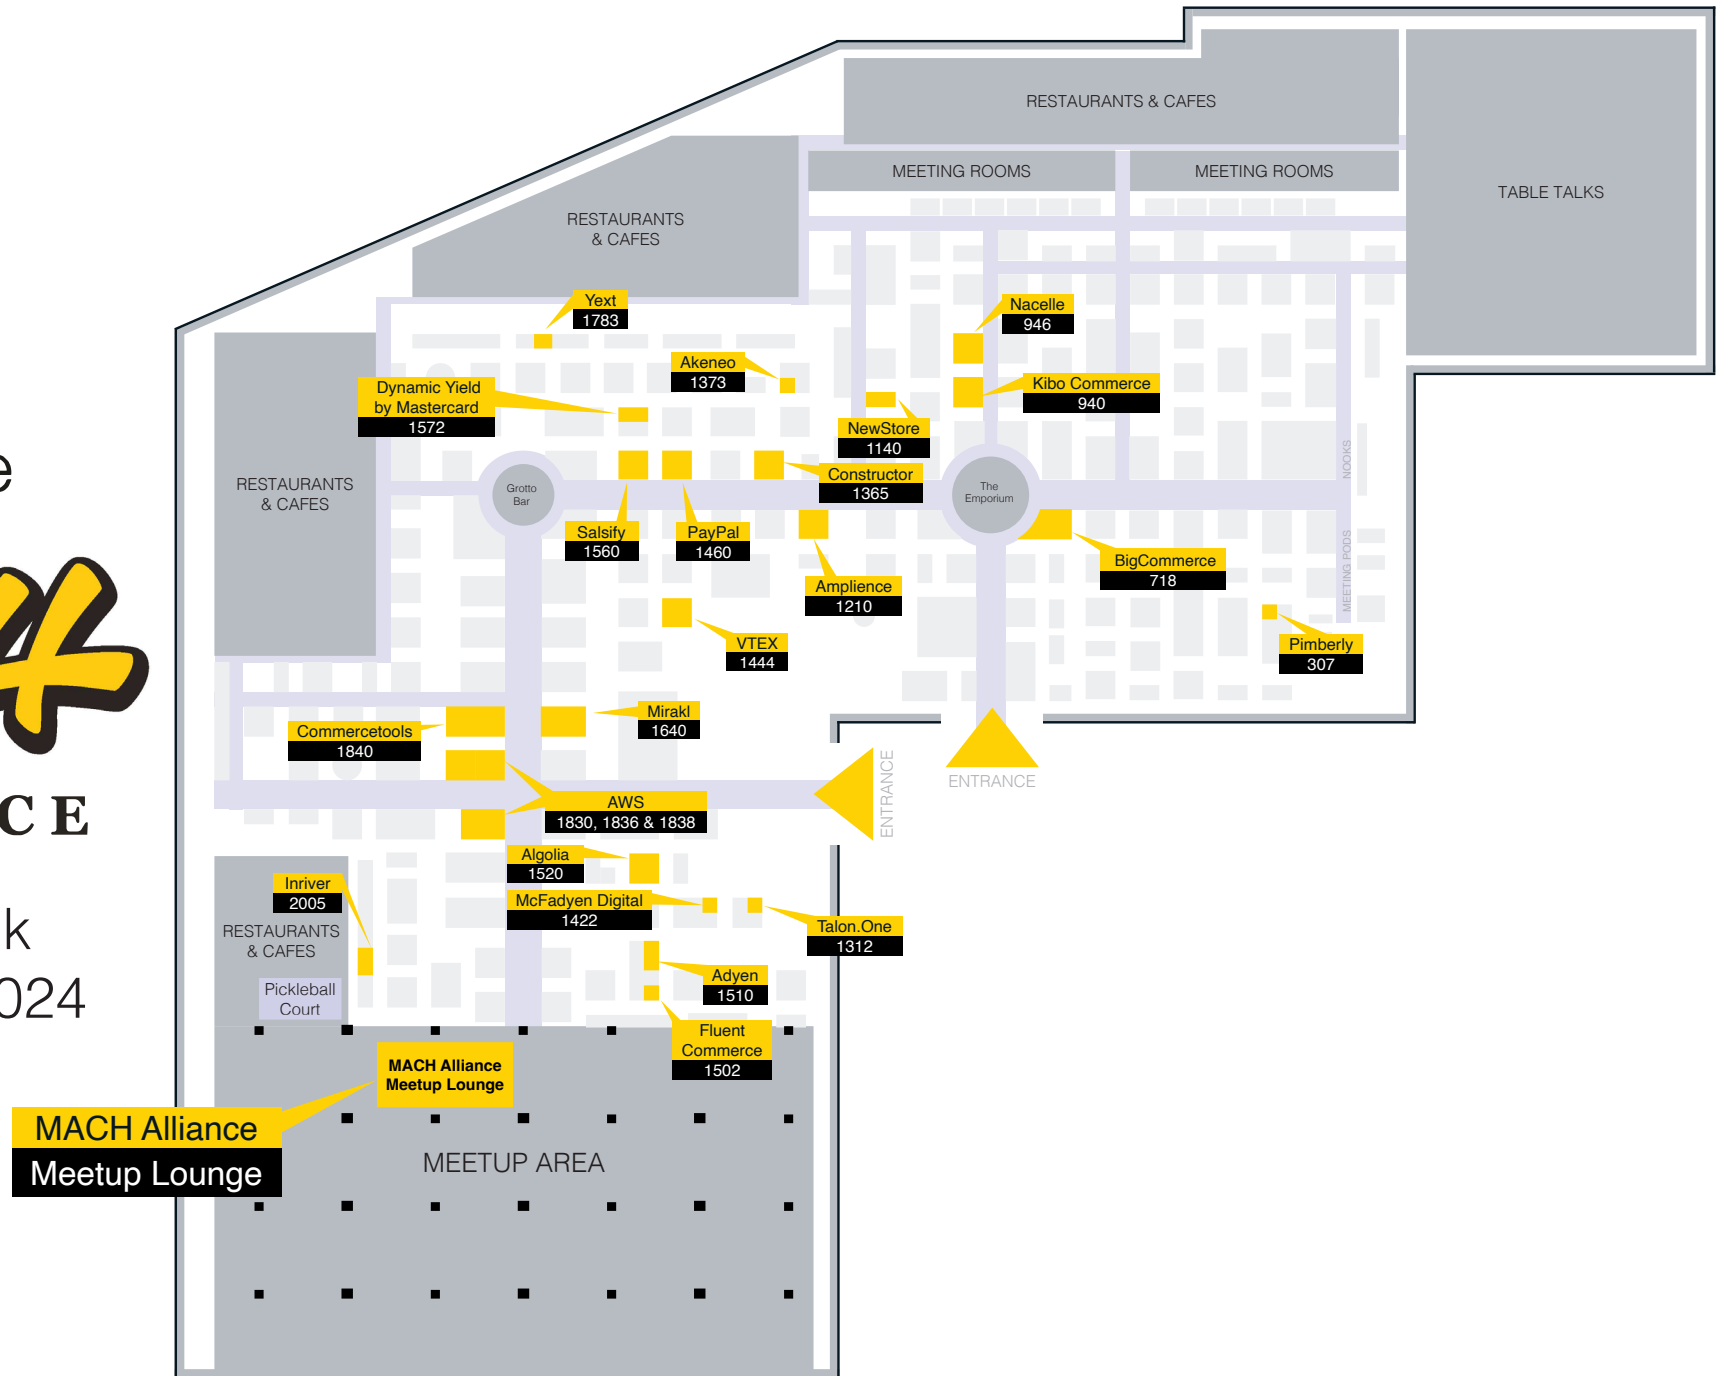 RESTAURANTS & CAFES
MEETING ROOMS
MEETING ROOMS
TABLE TALKS
RESTAURANTS
& CAFES
Yext
1783
Nacelle
946
Akeneo
1373
Dynamic Yield
by Mastercard
1572
Kibo Commerce
940
NewStore
1140
Constructor
1365
NOOKS
RESTAURANTS
& CAFES
Grotto
Bar
The
Emporium
Salsify
1560
PayPal
1460
BigCommerce
718
Amplience
1210
MEETING PODS
VTEX
1444
Pimberly
307
Commercetools
1840
Mirakl
1640
ENTRANCE
ENTRANCE
AWS
1830, 1836 & 1838
CE
Algolia
1520
Inriver
2005
McFadyen Digital
1422
Talon.One
1312
RESTAURANTS
& CAFES
Adyen
1510
Pickleball
Court
024
Fluent
Commerce
1502
MACH Alliance
Meetup Lounge
MACH Alliance
Meetup Lounge
MEETUP AREA